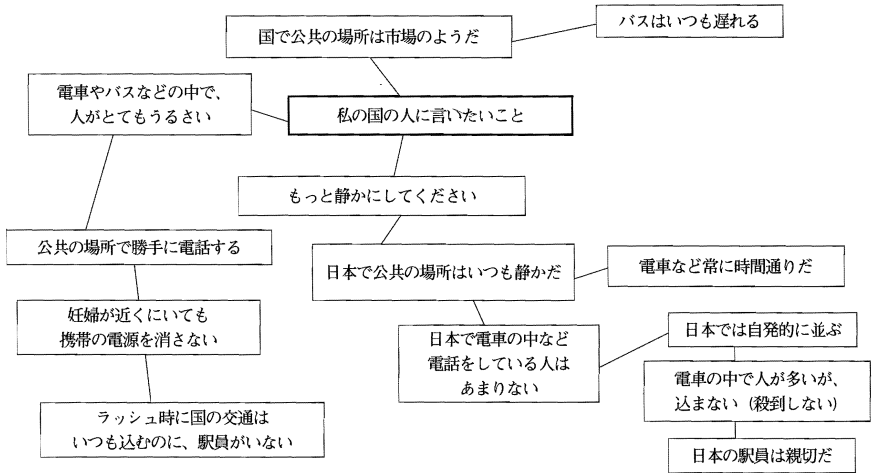 国で公共の場所は市場のようだ
バスはいつも遅れる
電車やバスなどの中で、
人がとてもうるさい
私の国の人に言いたいこと
もっと静かにしてください
公共の場所で勝手に電話する
日本で公共の場所はいつも静かだ
電車など常に時間通りだ
妊婦が近くにいても
携帯の電源を消さない
日本で電車の中など
電話をしている人は
あまりない
日本では自発的に並ぶ
電車の中で人が多いが、
込まない（殺到しない）
ラッシュ時に国の交通は
いつも込むのに、駅員がいない
日本の駅員は親切だ